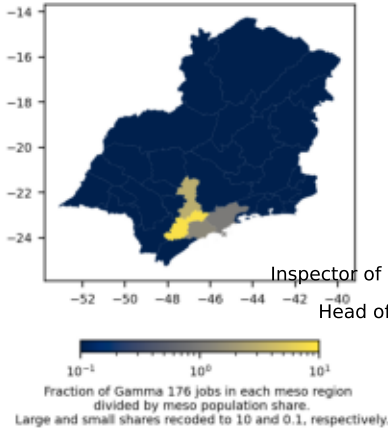 −14
−16
−18
−20
−22
−24
Inspector of
−52 −50 −48 −46 −44 −42 −40
Head of
10⁻¹ 10⁰ 10¹
Fraction of Gamma 176 jobs in each meso region
divided by meso population share.
Large and small shares recoded to 10 and 0.1, respectively.